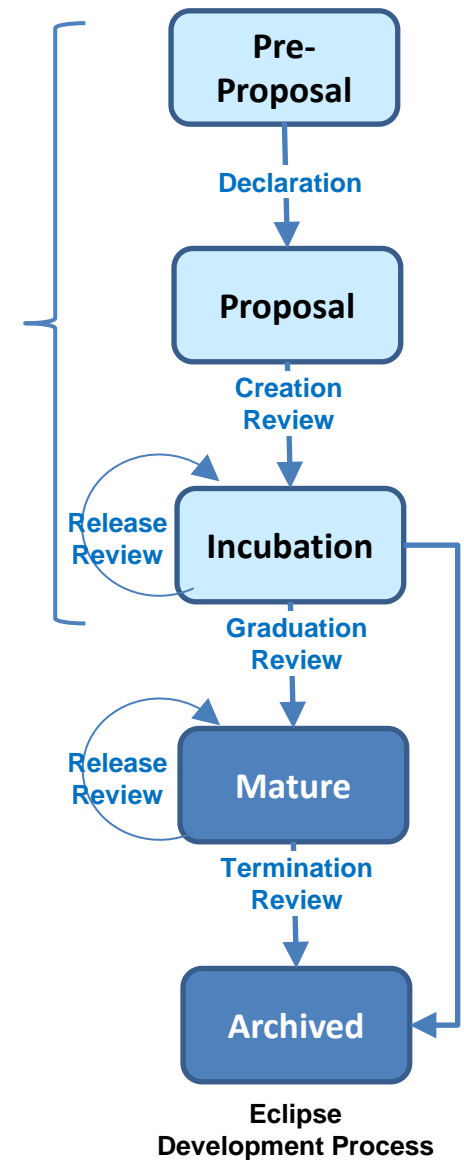 Pre-
Proposal
Declaration
Proposal
Creation
Review
Release
Review
Incubation
Graduation
Review
Release
Review
Mature
Termination
Review
Archived
Eclipse
Development Process